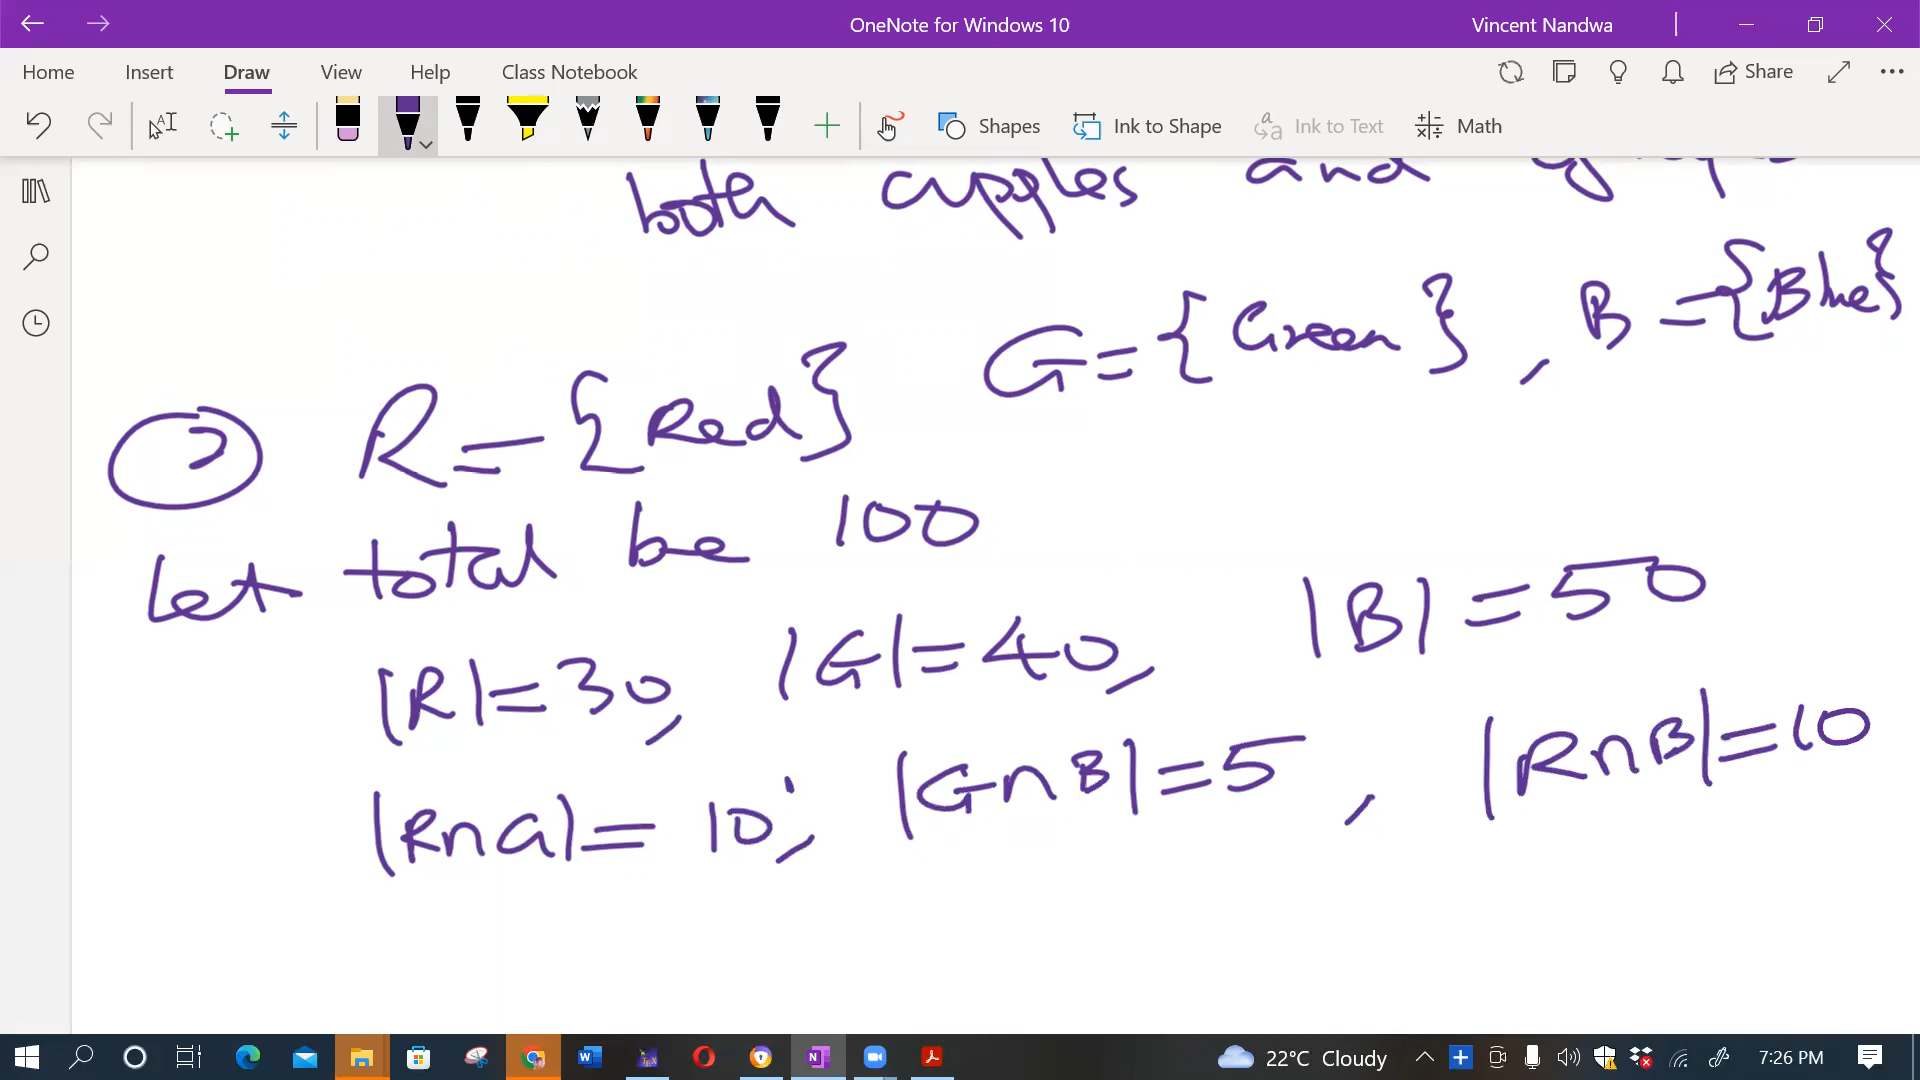 OneNote for Windows 10
Vincent Nandwa
Home Insert Draw View Help Class Notebook
Share
Shapes Ink to Shape Ink to Text Math
both apples and
R = {Red} G = {Green}, B = {Blue}
let total be 100
|R| = 30, |G| = 40, |B| = 50
|R∩G| = 10, |G∩B| = 5, |R∩B| = 10
22°C Cloudy
7:26 PM